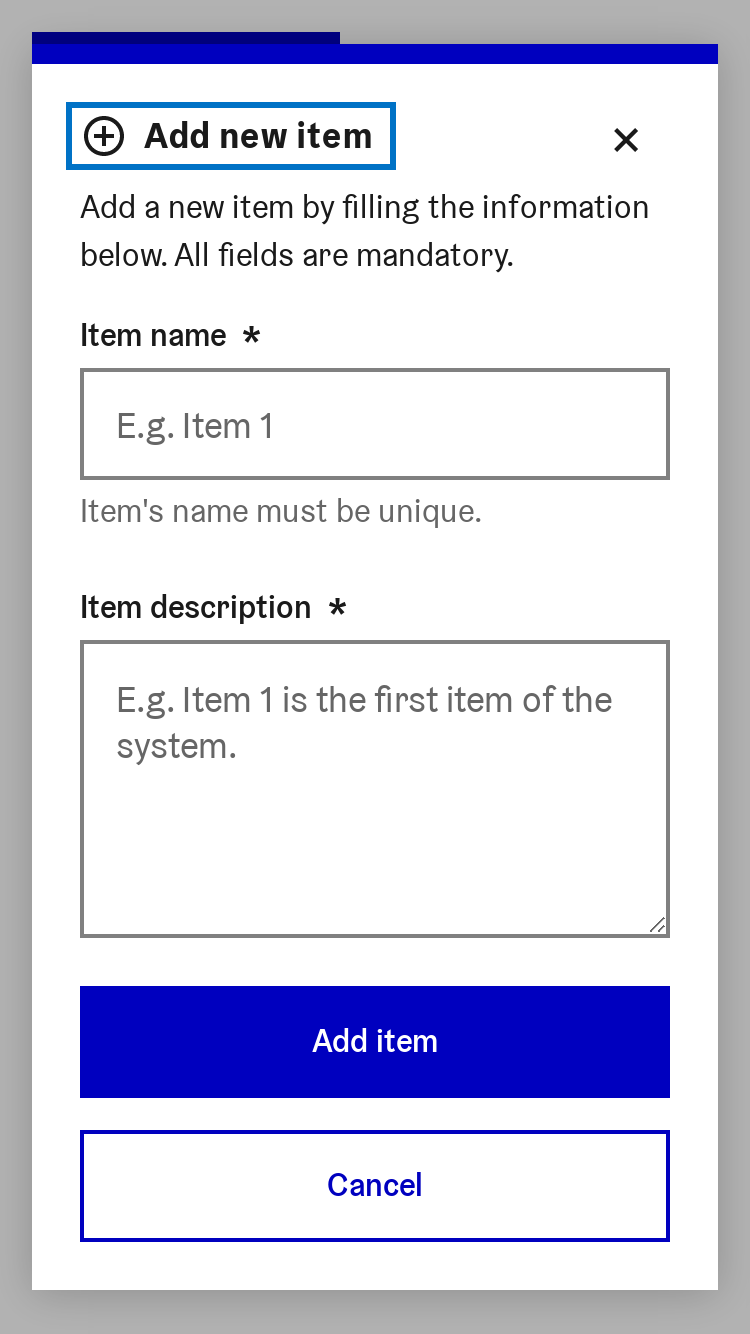 Add new item
Add a new item by filling the information
below. All fields are mandatory.
Item name *
E.g. Item 1
Item's name must be unique.
Item description *
E.g. Item 1 is the first item of the
system.
Add item
Cancel